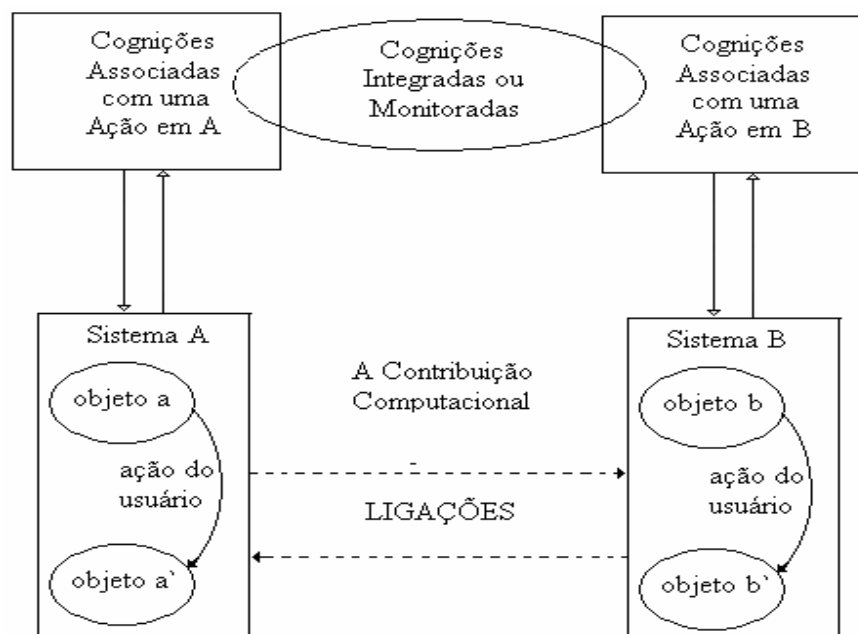 Cognições
Associadas
com uma
Ação em A
Cognições
Integradas ou
Monitoradas
Cognições
Associadas
com uma
Ação em B
Sistema A
objeto a
ação do
usuário
objeto a`
A Contribuição
Computacional
LIGAÇÕES
Sistema B
objeto b
ação do
usuário
objeto b`